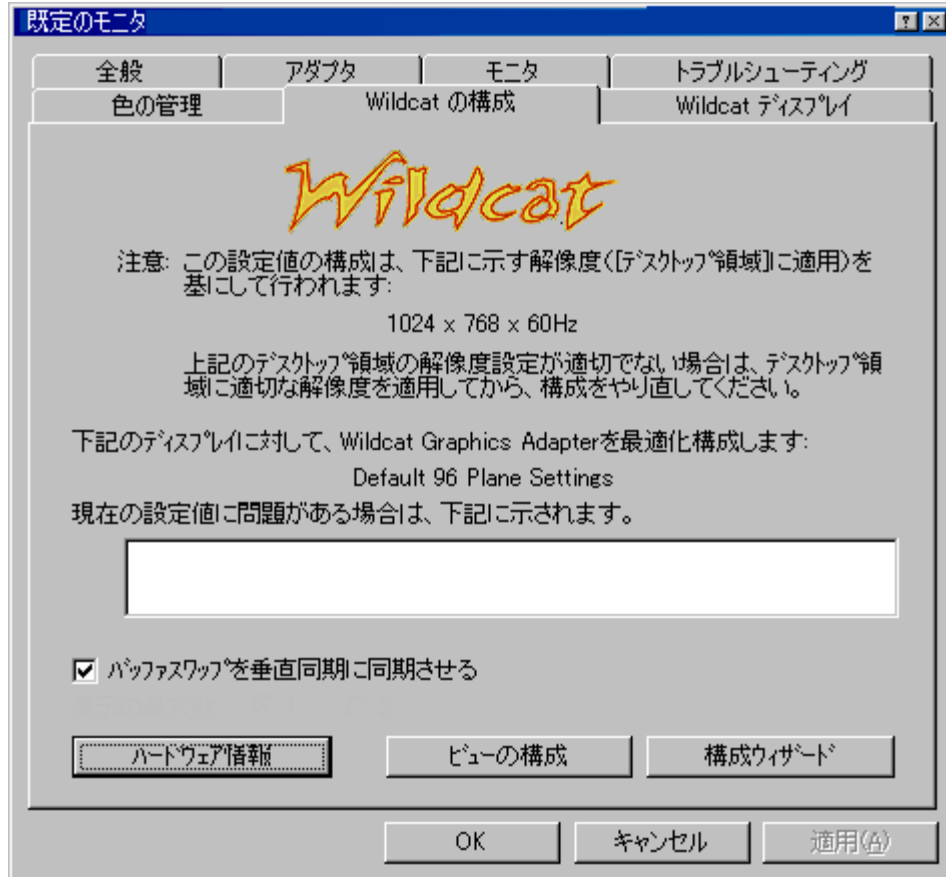 既定のモニタ
全般
アダプタ
モニタ
トラブルシューティング
色の管理
Wildcat の構成
Wildcat ﾃﾞｨｽﾌﾟﾚｲ
Wildcat
注意: この設定値の構成は、下記に示す解像度([ﾃﾞｽｸﾄｯﾌﾟ領域]に適用)を
基にして行われます:
1024 x 768 x 60Hz
上記のﾃﾞｽｸﾄｯﾌﾟ領域の解像度設定が適切でない場合は、ﾃﾞｽｸﾄｯﾌﾟ領
域に適切な解像度を適用してから、構成をやり直してください。
下記のﾃﾞｨｽﾌﾟﾚｲに対して、Wildcat Graphics Adapterを最適化構成します:
Default 96 Plane Settings
現在の設定値に問題がある場合は、下記に示されます。
ﾊﾞｯﾌｧｽﾜｯﾌﾟを垂直同期に同期させる
ﾊｰﾄﾞｳｪｱ情報
ビューの構成
構成ｳｨｻﾞｰﾄﾞ
OK
キャンセル
適用(A)